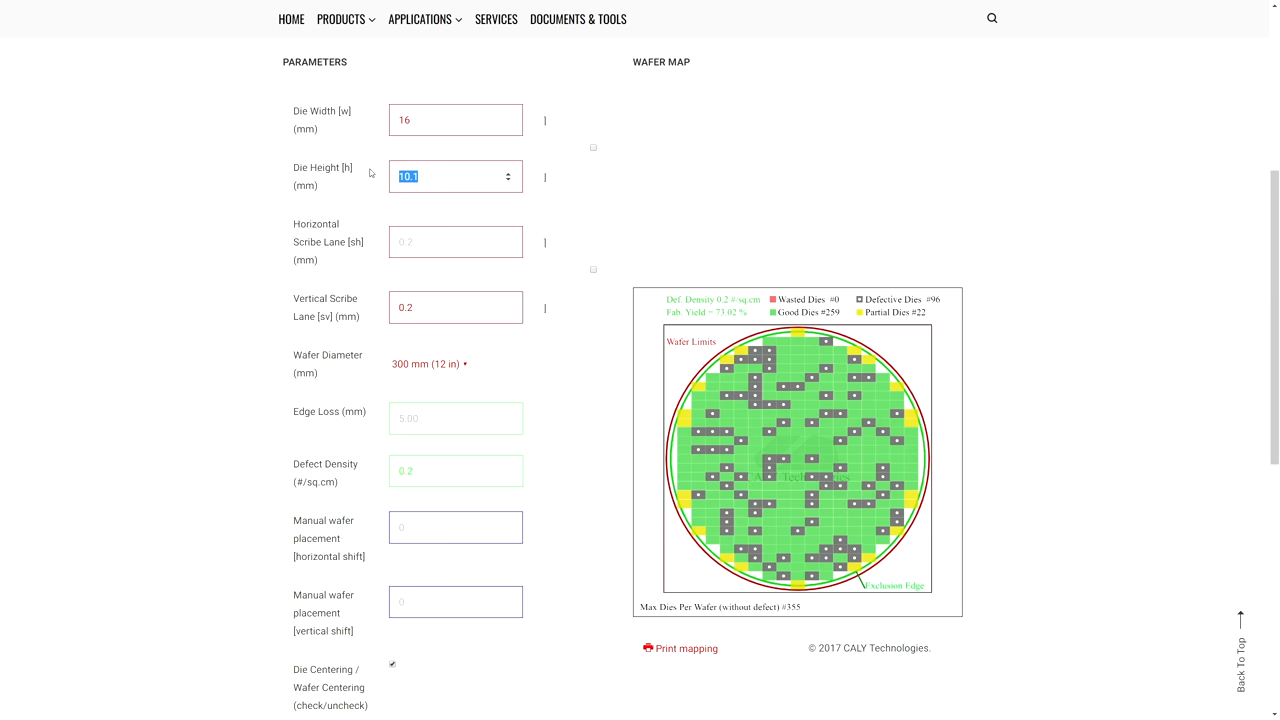 HOME PRODUCTS APPLICATIONS SERVICES DOCUMENTS & TOOLS
PARAMETERS
Die Width [w]
(mm)
16
Die Height [h]
(mm)
10.1
Horizontal
Scribe Lane [sh]
(mm)
0.2
Vertical Scribe
Lane [sv] (mm)
0.2
Wafer Diameter
(mm)
300 mm (12 in)
Edge Loss (mm)
5.00
Defect Density
(#/sq.cm)
0.2
Manual wafer
placement
[horizontal shift]
0
Manual wafer
placement
[vertical shift]
0
Die Centering /
Wafer Centering
(check/uncheck)
WAFER MAP
Def. Density 0.2 #/sq.cm Wasted Dies #0 Defective Dies #96
Fab. Yield = 73.02 % Good Dies #259 Partial Dies #22
Wafer Limits
Exclusion Edge
Max Dies Per Wafer (without defect) #355
Print mapping
© 2017 CALY Technologies.
Back To Top